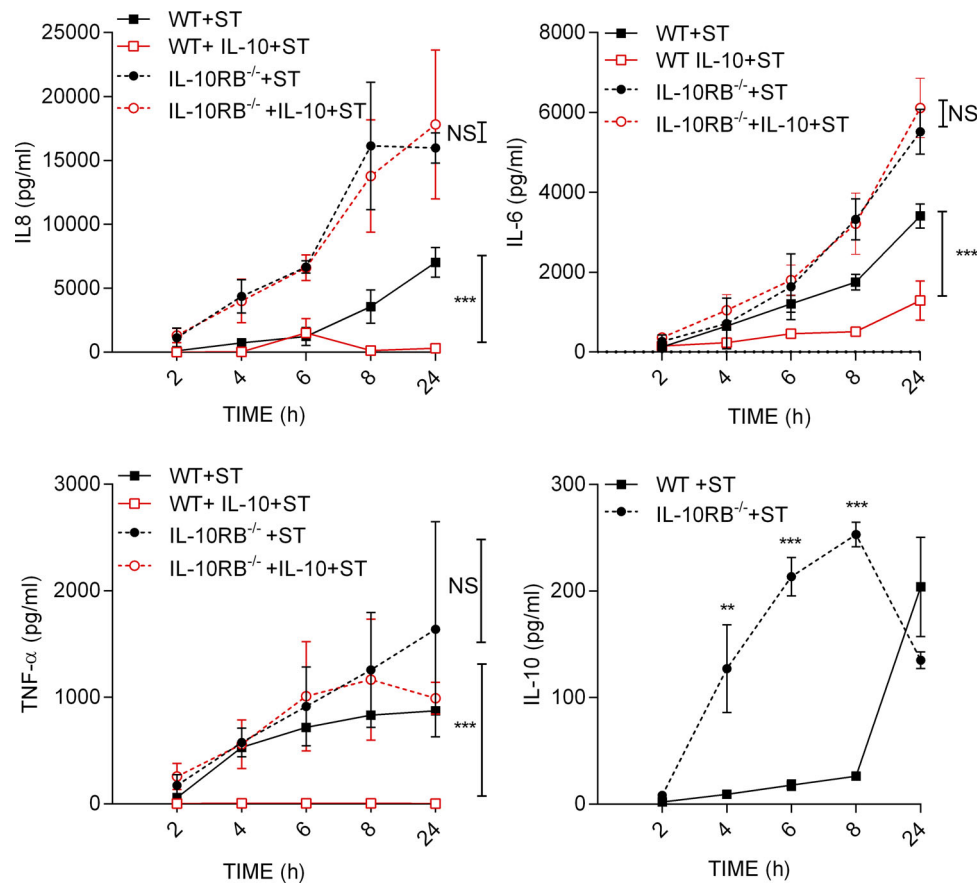 WT+ST
WT+ IL-10+ST
IL-10RB-/-+ST
IL-10RB-/-+IL-10+ST
25000
20000
15000
10000
5000
0
IL8 (pg/ml)
NS
***
2 4 6 8 24
TIME (h)
WT+ST
WT IL-10+ST
IL-10RB-/-+ST
IL-10RB-/-+IL-10+ST
8000
6000
4000
2000
0
IL-6 (pg/ml)
NS
***
2 4 6 8 24
TIME (h)
WT+ST
WT+ IL-10+ST
IL-10RB-/- +ST
IL-10RB-/- +IL-10+ST
3000
2000
1000
0
TNF-α (pg/ml)
NS
***
2 4 6 8 24
TIME (h)
WT +ST
IL-10RB-/-+ST
300
200
100
0
IL-10 (pg/ml)
**
***
***
2 4 6 8 24
TIME (h)